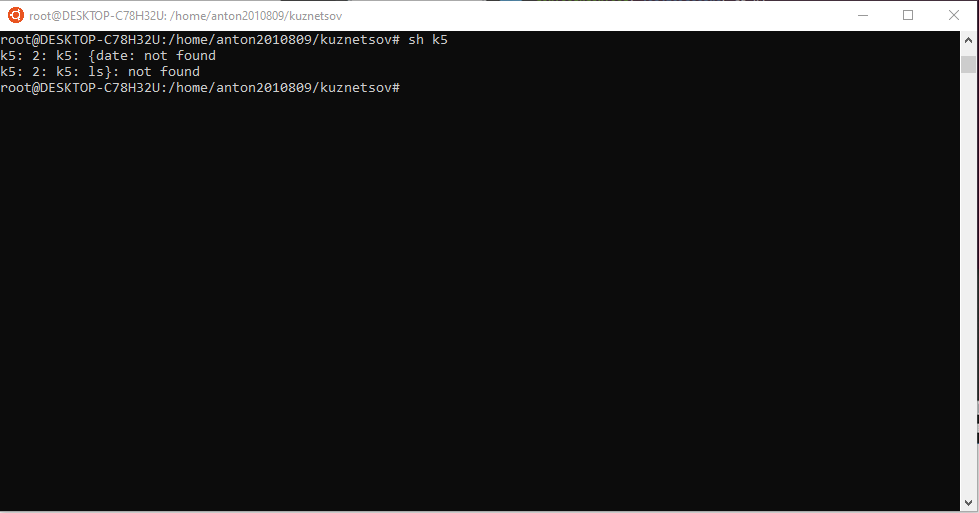 root@DESKTOP-C78H32U: /home/anton2010809/kuznetsov
root@DESKTOP-C78H32U:/home/anton2010809/kuznetsov# sh k5
k5: 2: k5: {date: not found
k5: 2: k5: ls}: not found
root@DESKTOP-C78H32U:/home/anton2010809/kuznetsov#